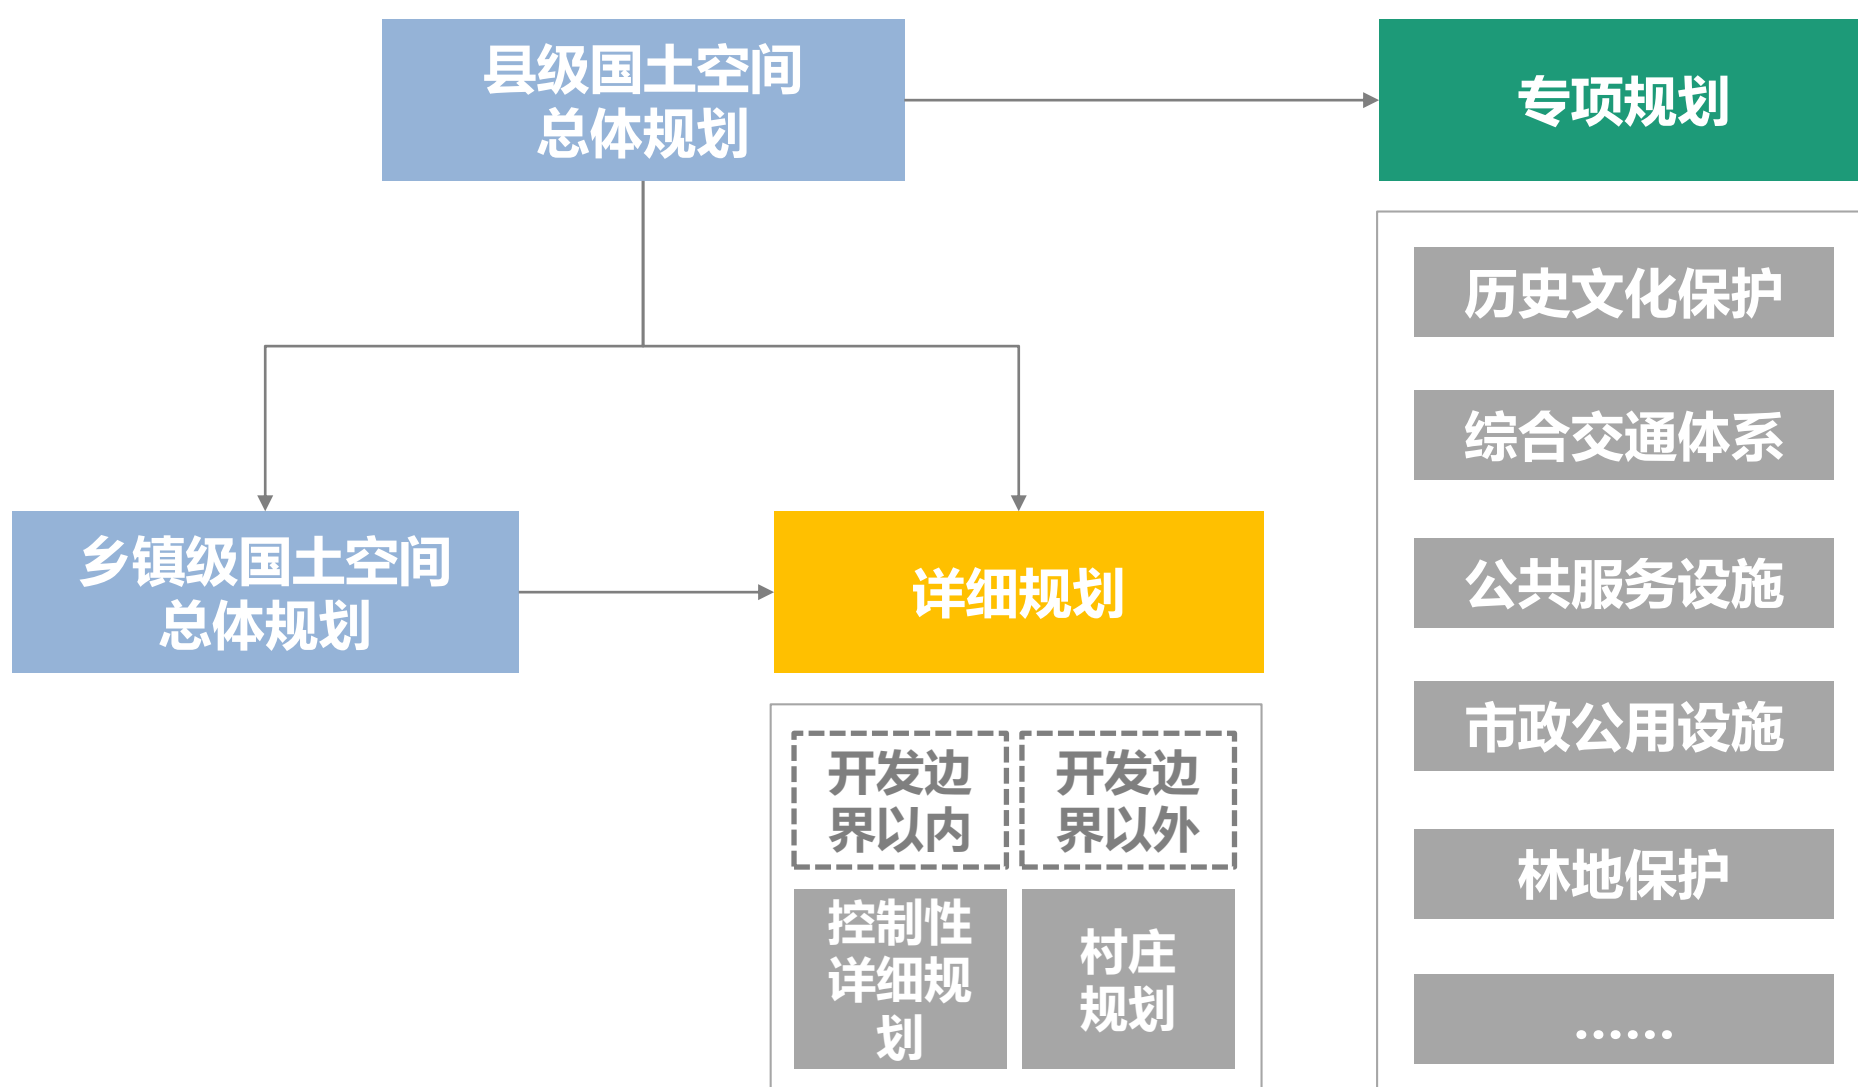 县级国土空间
总体规划
专项规划
历史文化保护
综合交通体系
公共服务设施
市政公用设施
林地保护
……
乡镇级国土空间
总体规划
详细规划
开发边
界以内
开发边
界以外
控制性
详细规
划
村庄
规划